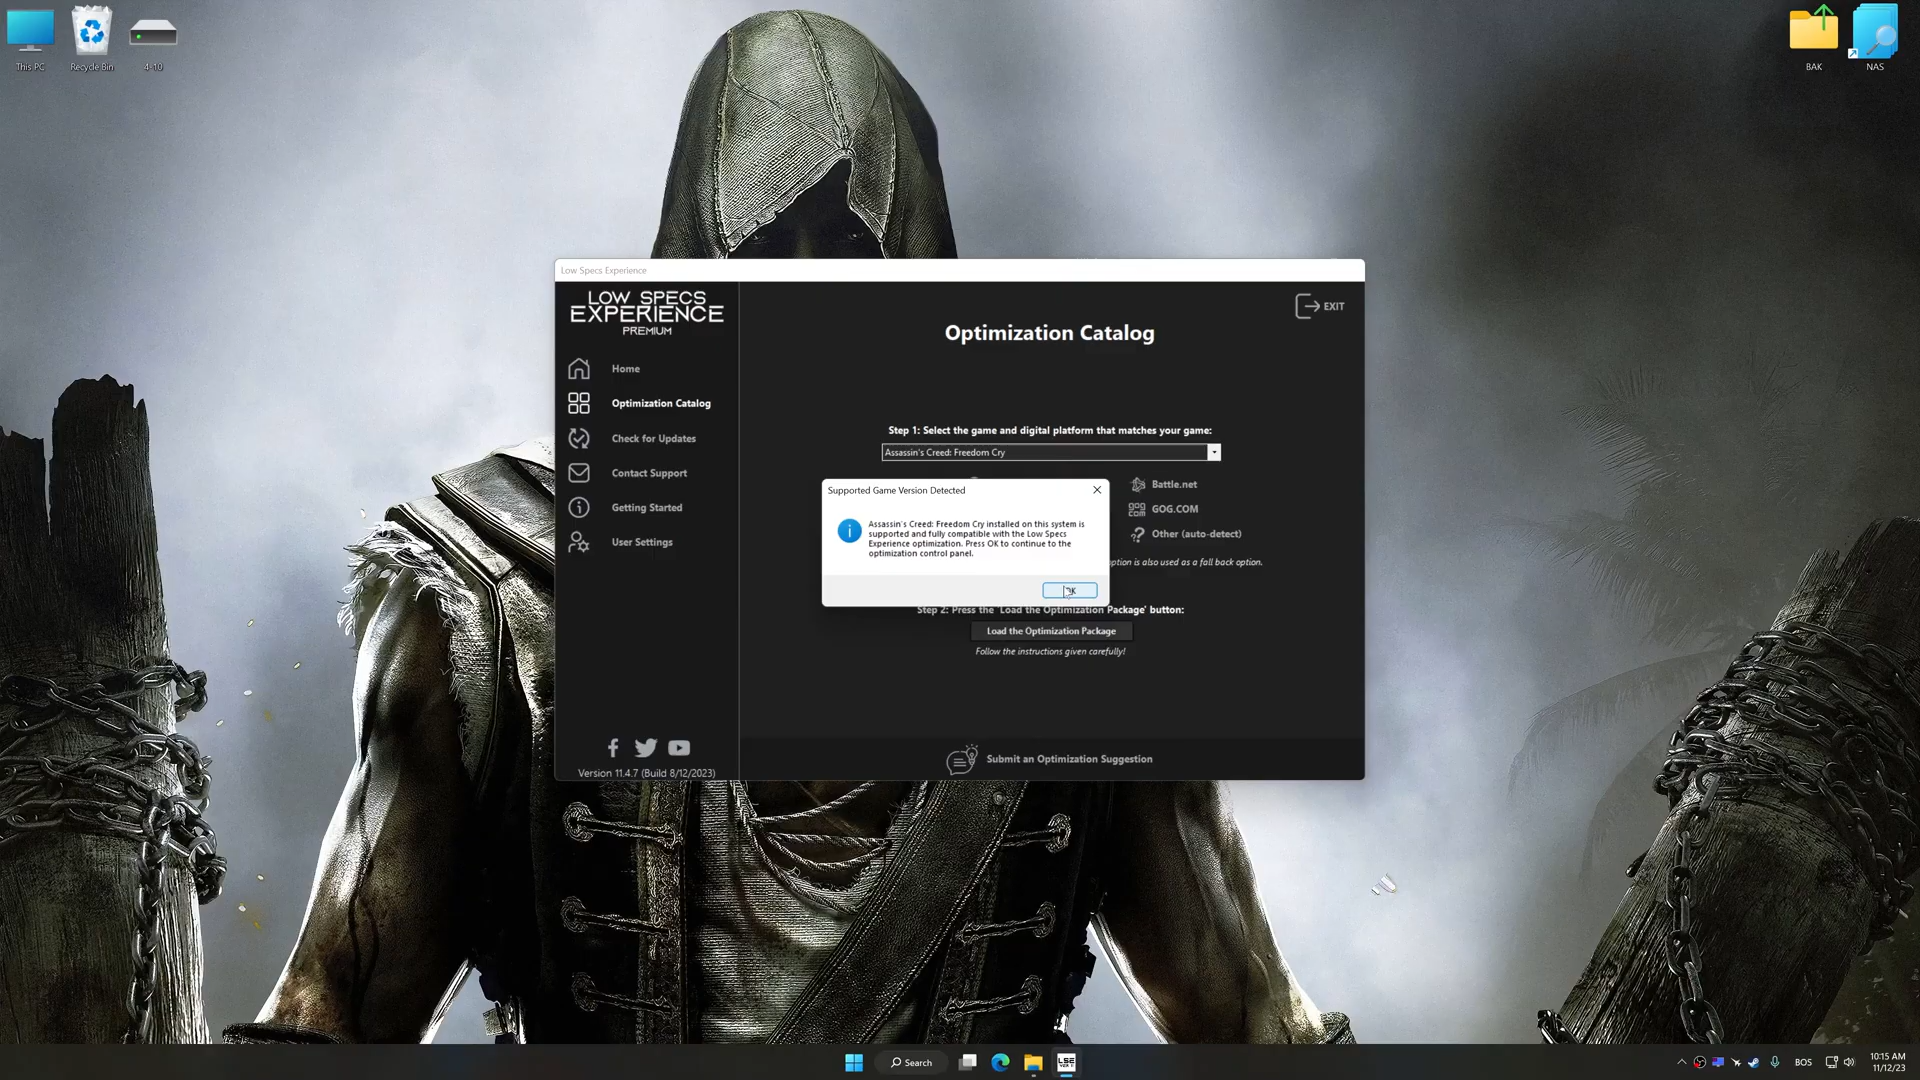 This PC
Recycle Bin
4-10
BAK
NAS
Low Specs Experience
LOW SPECS
EXPERIENCE
PREMIUM
EXIT
Optimization Catalog
Home
Optimization Catalog
Check for Updates
Contact Support
Getting Started
User Settings
Step 1: Select the game and digital platform that matches your game:
Assassin's Creed: Freedom Cry
Battle.net
GOG.COM
Other (auto-detect)
option is also used as a fall back option.
Supported Game Version Detected
Assassin's Creed: Freedom Cry installed on this system is
supported and fully compatible with the Low Specs
Experience optimization. Press OK to continue to the
optimization control panel.
OK
Step 2: Press the 'Load the Optimization Package' button:
Load the Optimization Package
Follow the instructions given carefully!
Submit an Optimization Suggestion
Version 11.4.7 (Build 8/12/2023)
Search
LSE
BOS
10:15 AM
11/12/23